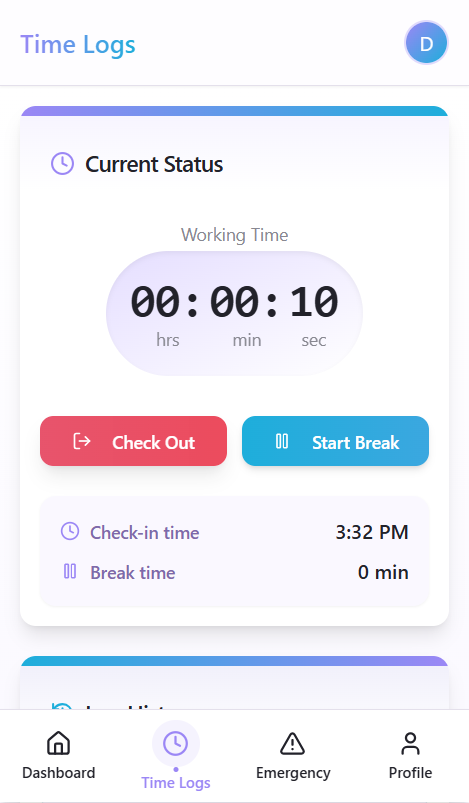 Time Logs
D
Current Status
Working Time
00:00:10
hrs min sec
Check Out
Start Break
Check-in time 3:32 PM
Break time 0 min
Dashboard
Time Logs
Emergency
Profile